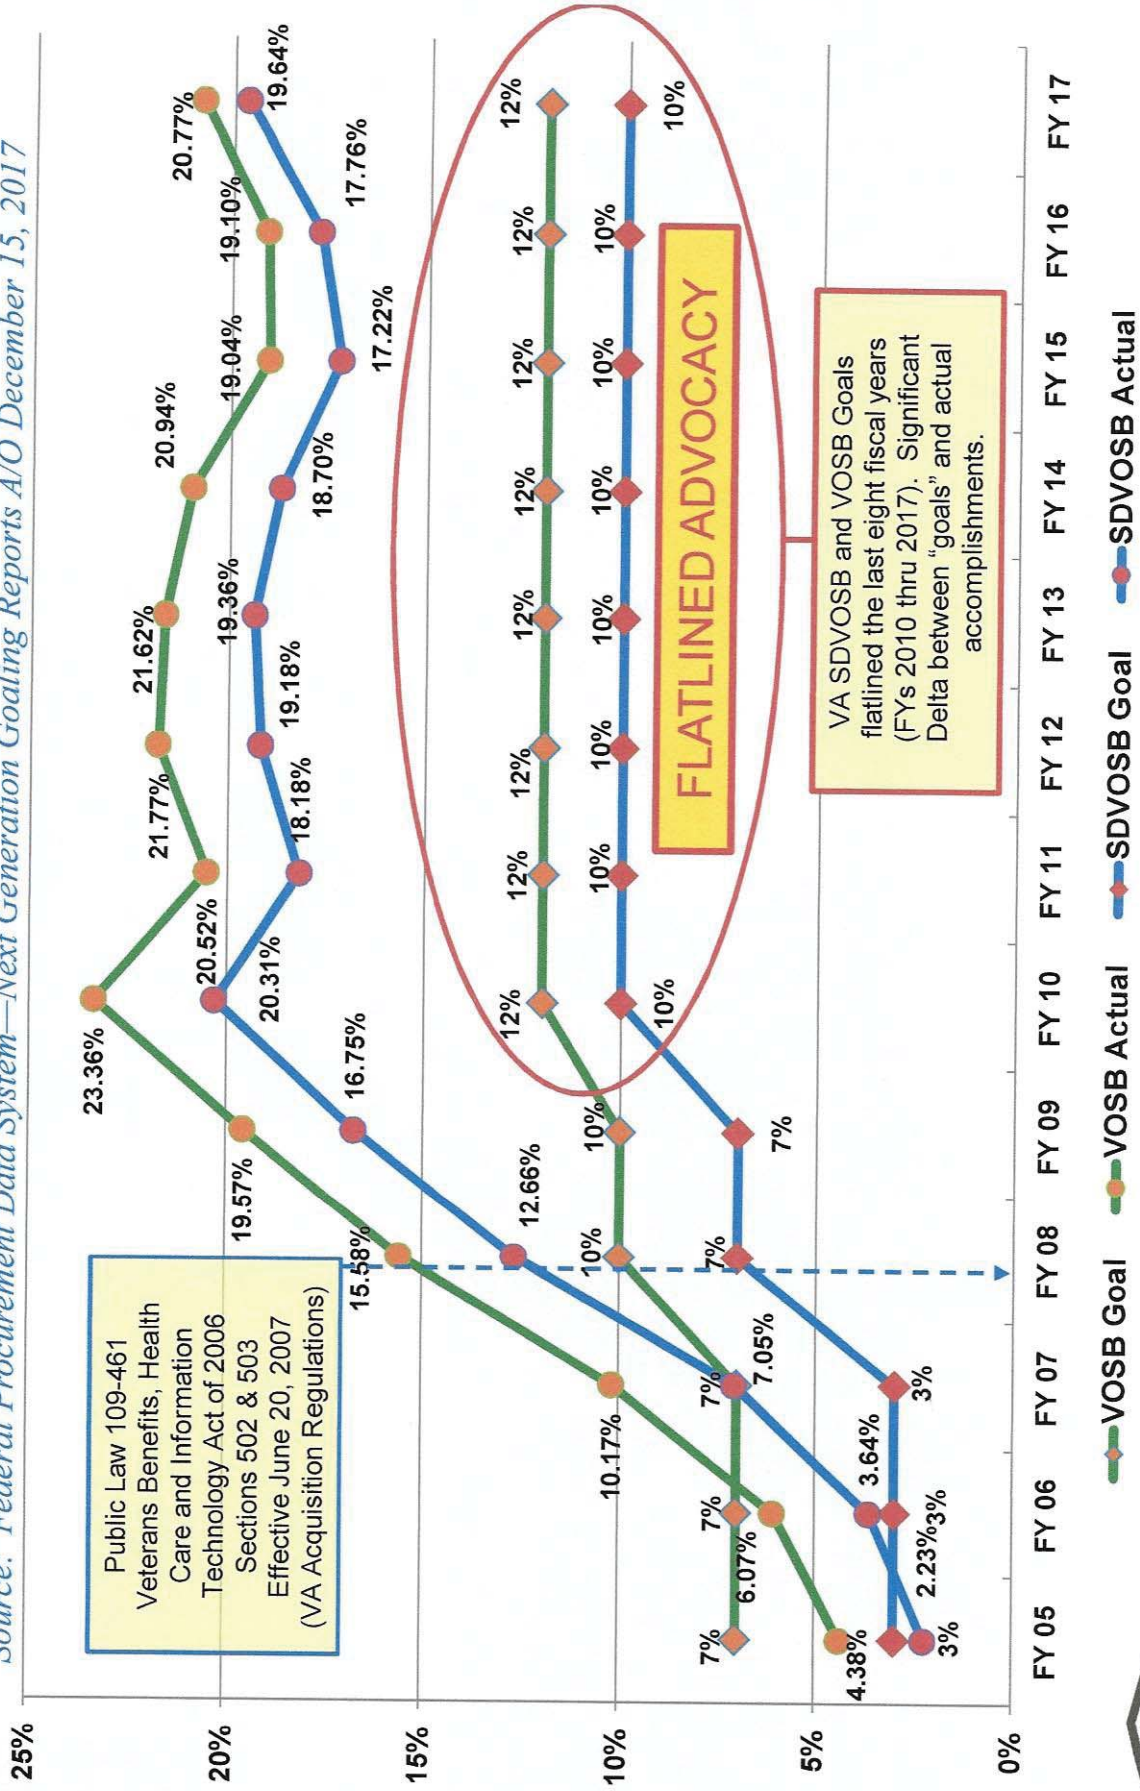 Source: Federal Procurement Data System—Next Generation Goaling Reports A/O December 15, 2017
25%
20%
15%
10%
5%
0%
Public Law 109-461
Veterans Benefits, Health
Care and Information
Technology Act of 2006
Sections 502 & 503
Effective June 20, 2007
(VA Acquisition Regulations)
4.38%
6.07%
10.17%
15.58%
19.57%
23.36%
20.52%
21.77%
21.62%
20.94%
19.04%
19.10%
20.77%
2.23%
3.64%
7.05%
12.66%
16.75%
20.31%
18.18%
19.18%
19.36%
18.70%
17.22%
17.76%
19.64%
7%
7%
7%
10%
10%
12%
12%
12%
12%
12%
12%
12%
12%
3%
3%
3%
7%
7%
10%
10%
10%
10%
10%
10%
10%
10%
FLATLINED ADVOCACY
VA SDVOSB and VOSB Goals
flatlined the last eight fiscal years
(FYs 2010 thru 2017). Significant
Delta between “goals” and actual
accomplishments.
FY 05
FY 06
FY 07
FY 08
FY 09
FY 10
FY 11
FY 12
FY 13
FY 14
FY 15
FY 16
FY 17
VOSB Goal
VOSB Actual
SDVOSB Goal
SDVOSB Actual